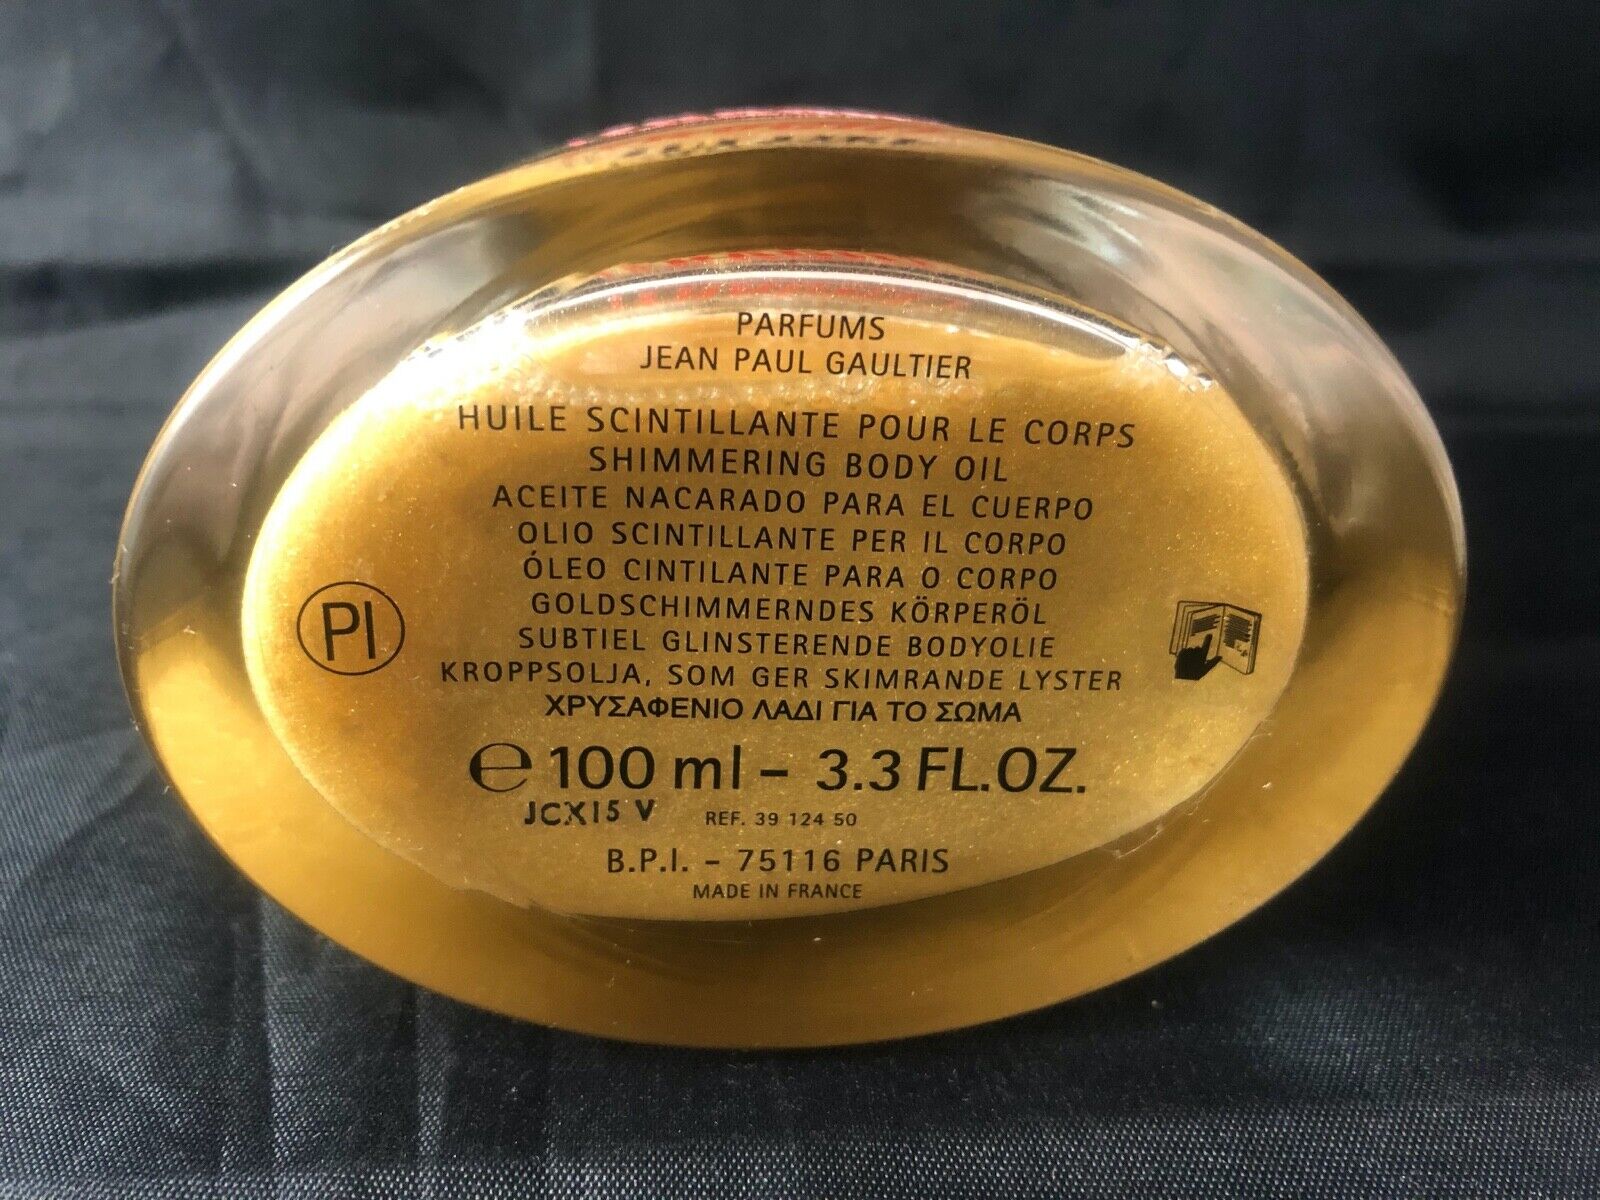 PARFUMS
JEAN PAUL GAULTIER
HUILE SCINTILLANTE POUR LE CORPS
SHIMMERING BODY OIL
ACEITE NACARADO PARA EL CUERPO
OLIO SCINTILLANTE PER IL CORPO
ÓLEO CINTILANTE PARA O CORPO
GOLDSCHIMMERNDES KÖRPERÖL
SUBTIEL GLINSTERENDE BODYOLIE
KROPPSOLJA, SOM GER SKIMRANDE LYSTER
ΧΡΥΣΑΦΕΝΙΟ ΛΑΔΙ ΓΙΑ ΤΟ ΣΩΜΑ
PI
℮ 100 ml – 3.3 FL.OZ.
JCX15 V REF. 39 124 50
B.P.I. – 75116 PARIS
MADE IN FRANCE